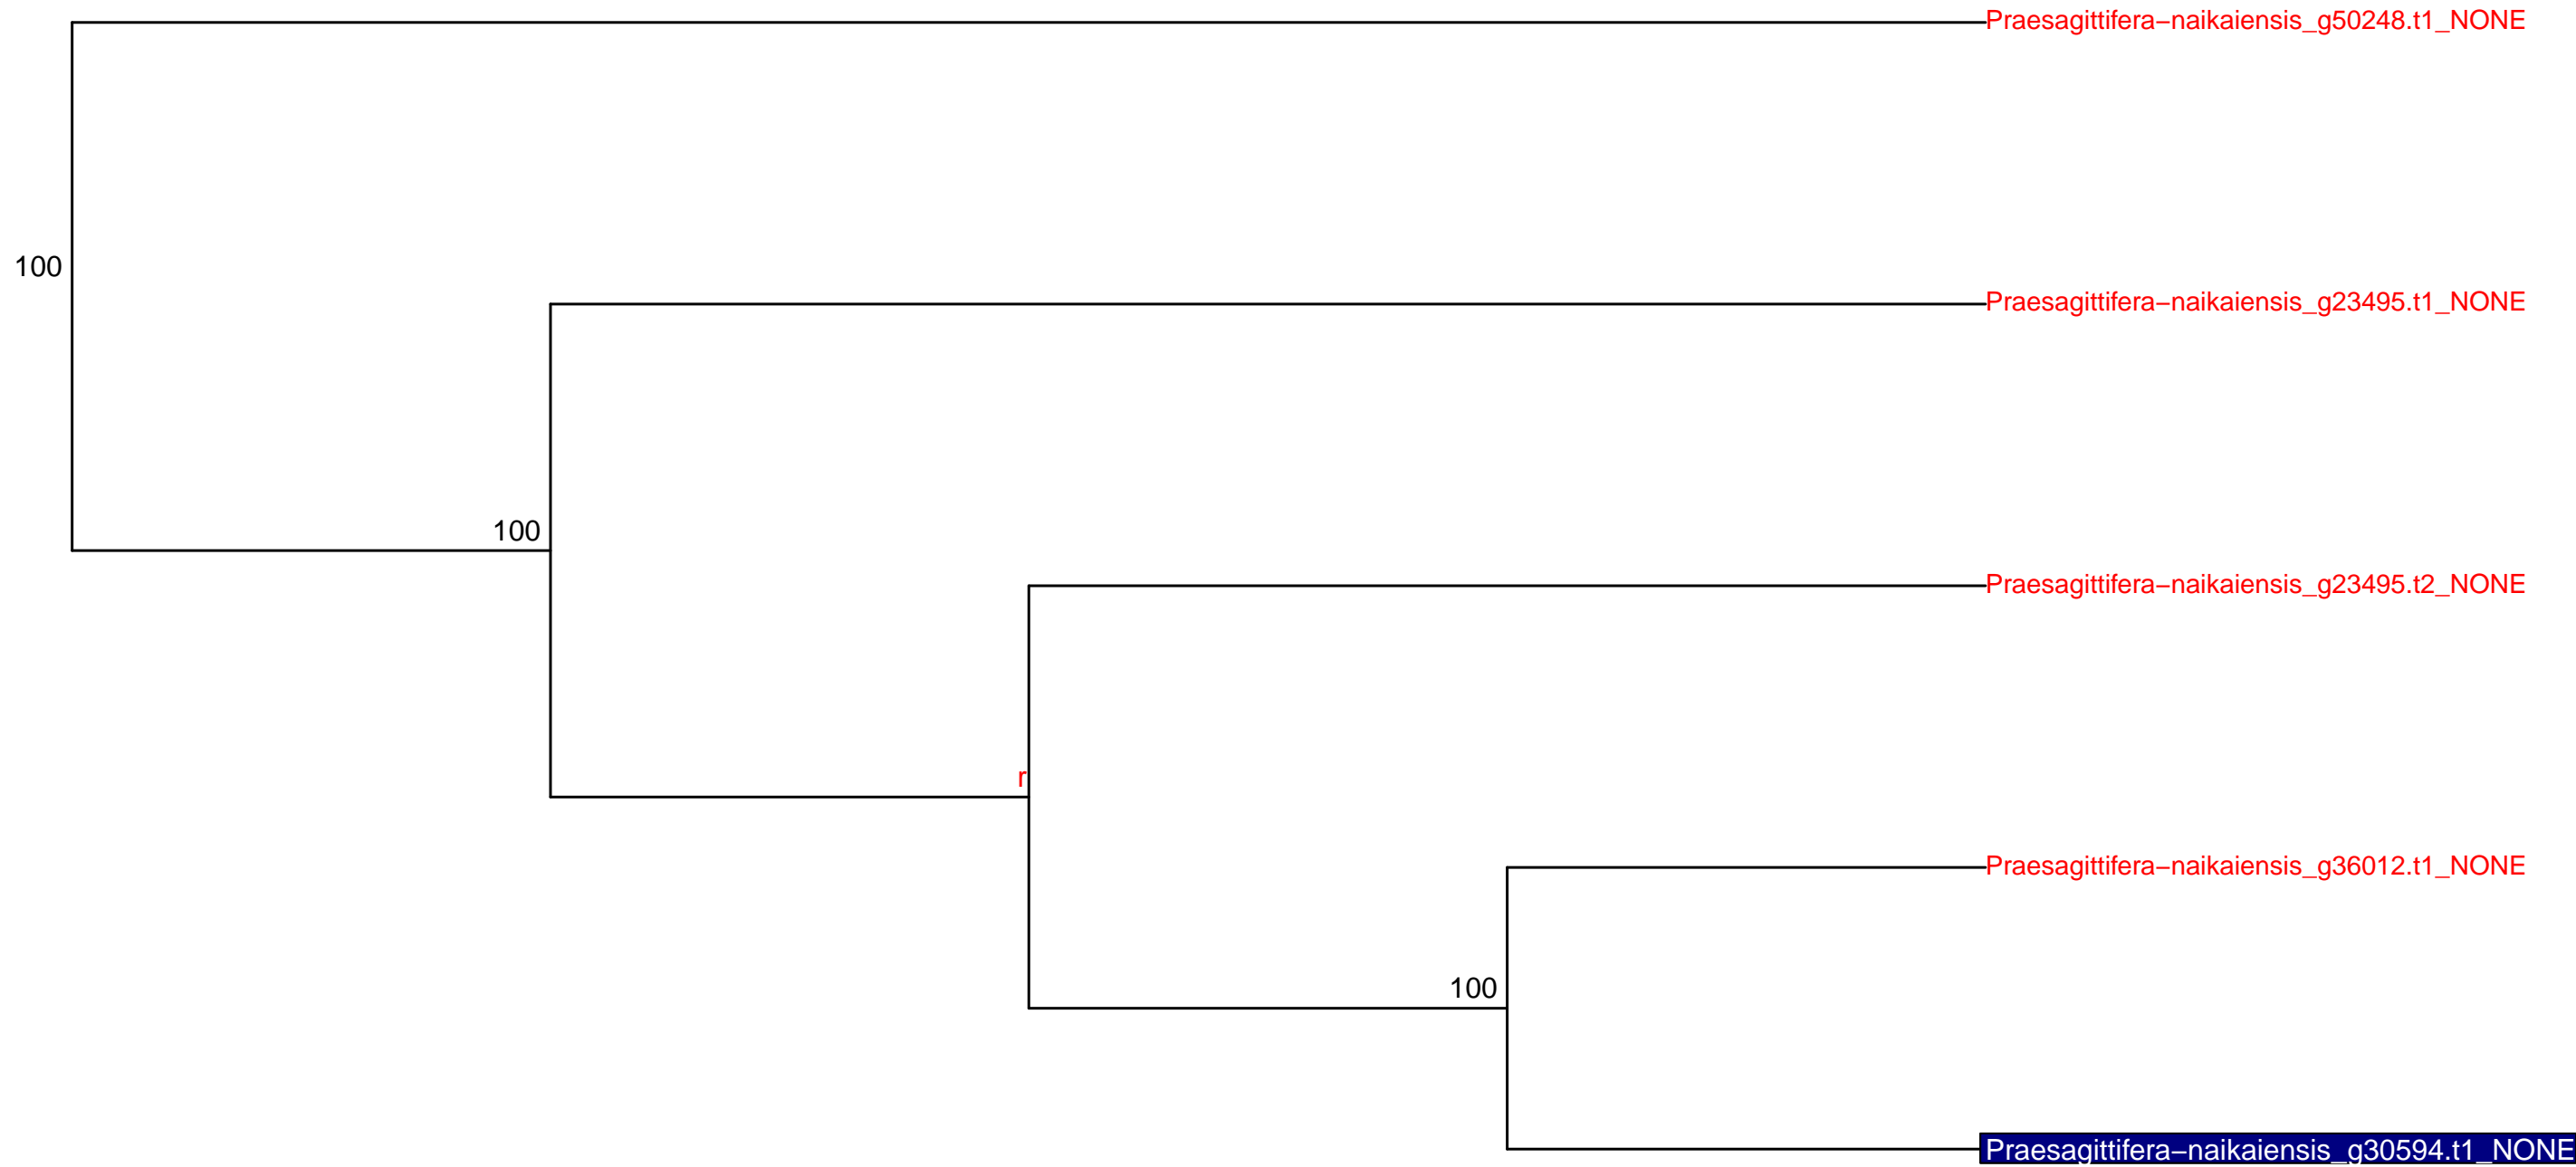 Praesagittifera−naikaiensis_g50248.t1_NONE
100
Praesagittifera−naikaiensis_g23495.t1_NONE
100
Praesagittifera−naikaiensis_g23495.t2_NONE
r
Praesagittifera−naikaiensis_g36012.t1_NONE
100
Praesagittifera−naikaiensis_g30594.t1_NONE